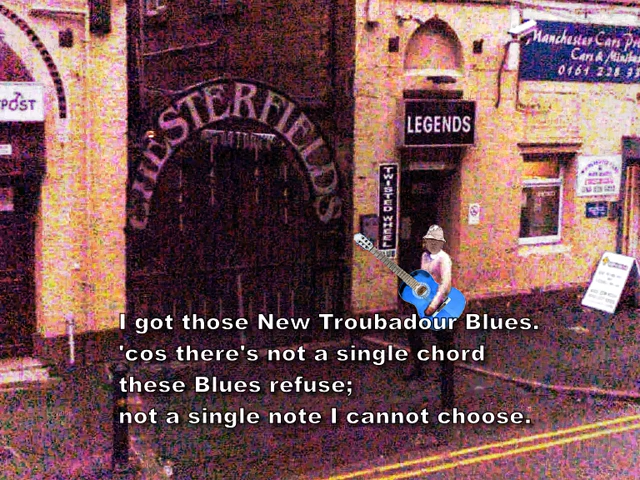 Manchester Cars
Cars &
0161 228
POST
CHESTERFIELDS
LEGENDS
TWISTED WHEEL
I got those New Troubadour Blues.
'cos there's not a single chord
these Blues refuse;
not a single note I cannot choose.